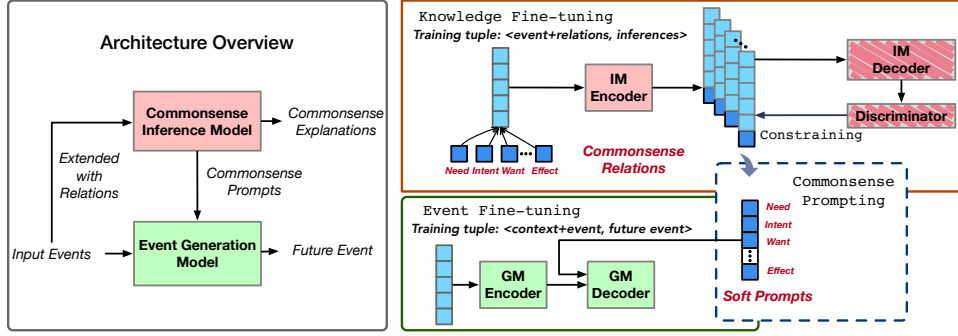 Architecture Overview
Commonsense
Inference Model
Commonsense
Explanations
Extended
with
Relations
Commonsense
Prompts
Input Events
Event Generation
Model
Future Event
Knowledge Fine-tuning
Training tuple: <event+relations, inferences>
IM
Encoder
IM
Decoder
Discriminator
Constraining
Need Intent Want Effect
Commonsense
Relations
Event Fine-tuning
Training tuple: <context+event, future event>
GM
Encoder
GM
Decoder
Commonsense
Prompting
Need
Intent
Want
Effect
Soft Prompts